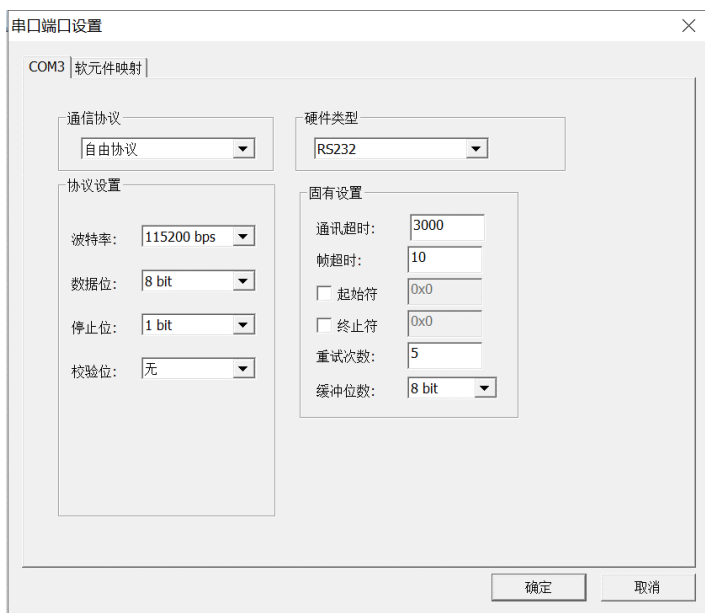 串口端口设置
COM3 软元件映射
通信协议
自由协议
硬件类型
RS232
协议设置
波特率: 115200 bps
数据位: 8 bit
停止位: 1 bit
校验位: 无
固有设置
通讯超时: 3000
帧超时: 10
起始符 0x0
终止符 0x0
重试次数: 5
缓冲位数: 8 bit
确定 取消